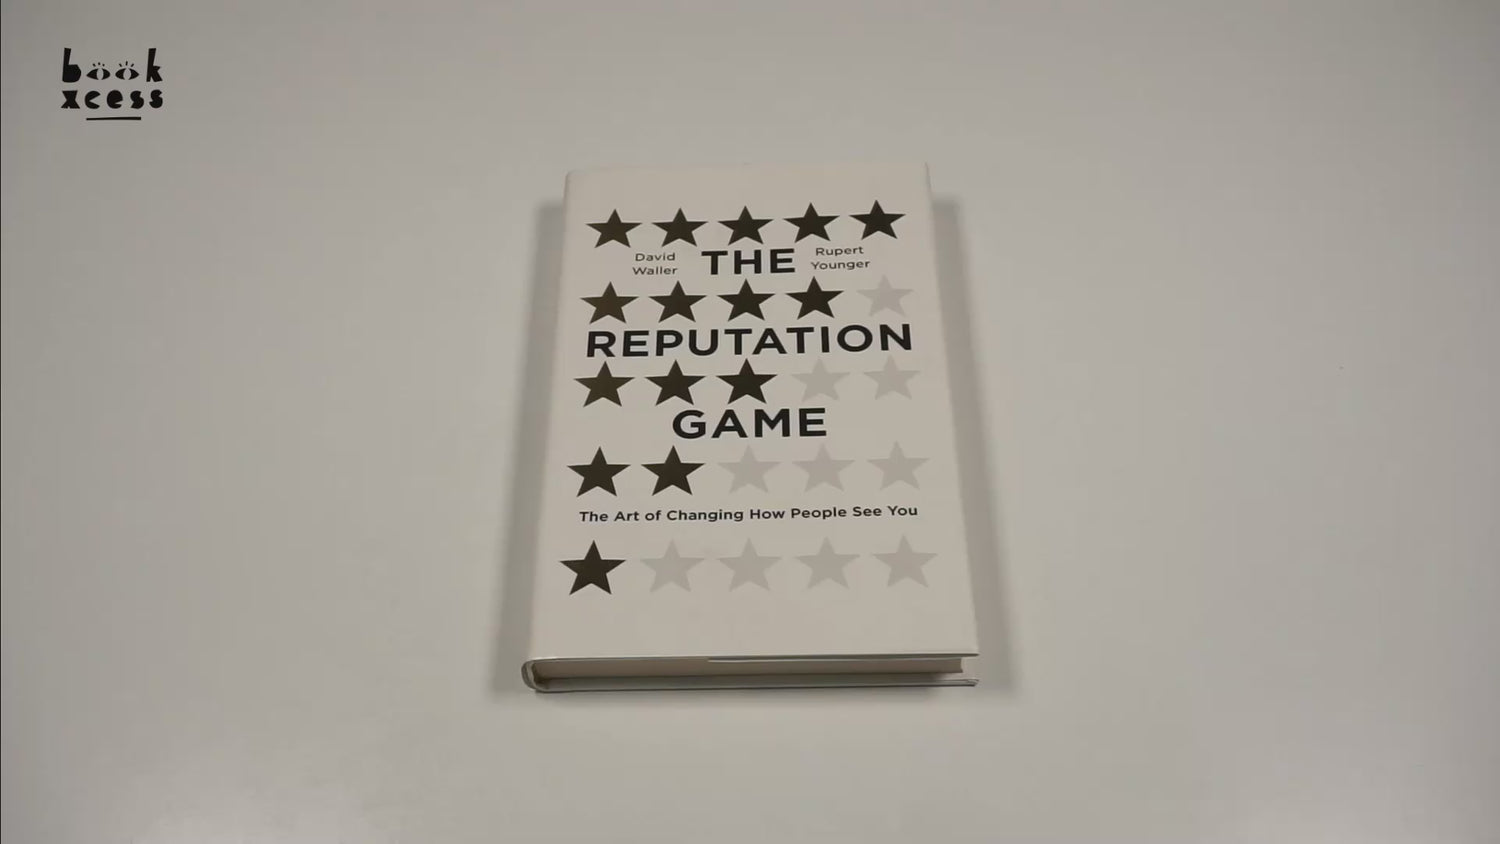 book
xcess
David Waller
THE
Rupert Younger
REPUTATION
GAME
The Art of Changing How People See You